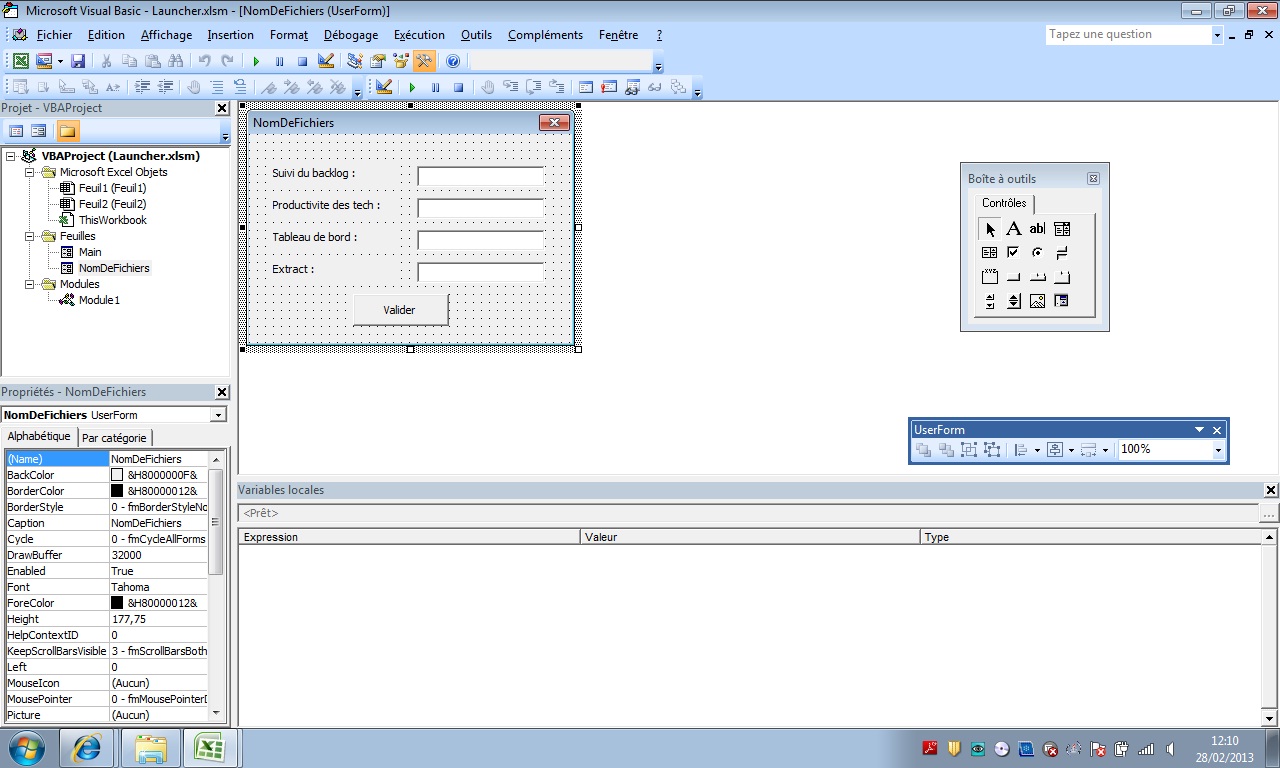 Microsoft Visual Basic - Launcher.xlsm - [NomDeFichiers (UserForm)]
Fichier Edition Affichage Insertion Format Débogage Exécution Outils Compléments Fenêtre ? Tapez une question
Projet - VBAProject
VBAProject (Launcher.xlsm)
Microsoft Excel Objets
Feuil1 (Feuil1)
Feuil2 (Feuil2)
ThisWorkbook
Feuilles
Main
NomDeFichiers
Modules
Module1
NomDeFichiers
Suivi du backlog :
Productivite des tech :
Tableau de bord :
Extract :
Valider
Boîte à outils
Contrôles
A ab|
UserForm
100%
Propriétés - NomDeFichiers
NomDeFichiers UserForm
Alphabétique Par catégorie
(Name) NomDeFichiers
BackColor &H8000000F&
BorderColor &H80000012&
BorderStyle 0 - fmBorderStyleNo
Caption NomDeFichiers
Cycle 0 - fmCycleAllForms
DrawBuffer 32000
Enabled True
Font Tahoma
ForeColor &H80000012&
Height 177,75
HelpContextID 0
KeepScrollBarsVisible 3 - fmScrollBarsBoth
Left 0
MouseIcon (Aucun)
MousePointer 0 - fmMousePointerD
Picture (Aucun)
Variables locales
<Prêt>
...
Expression Valeur Type
12:10
28/02/2013